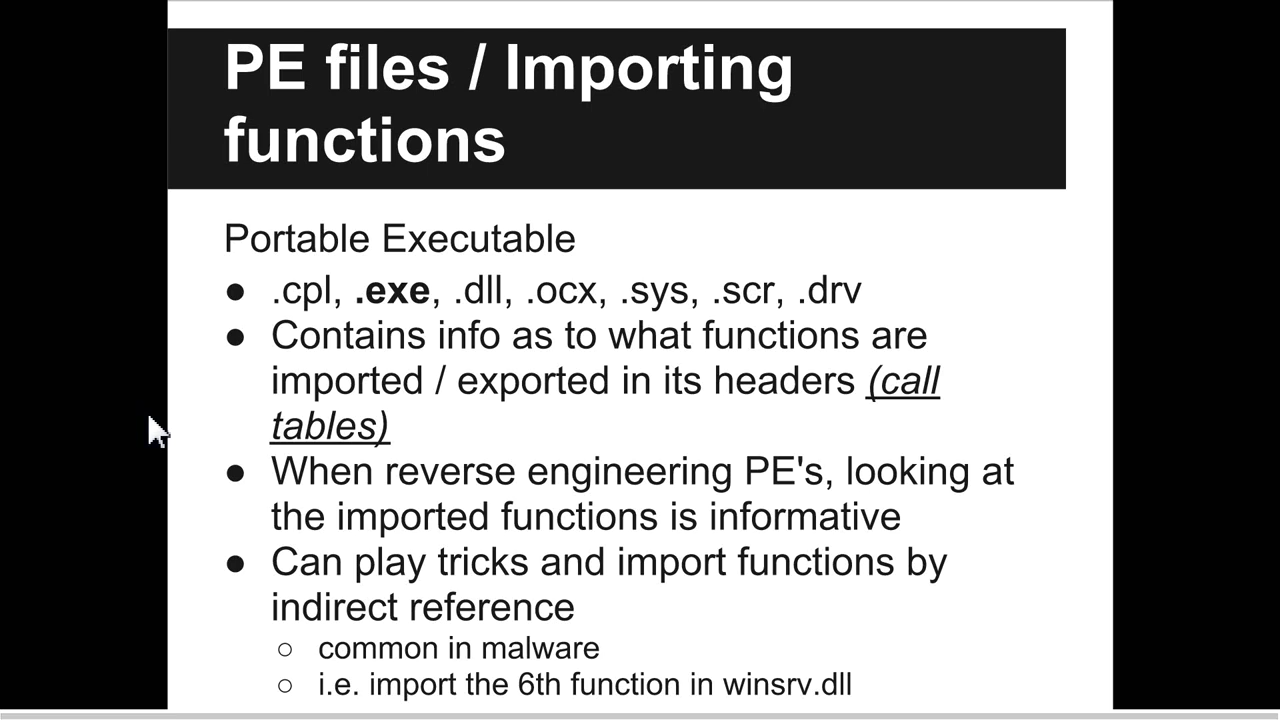 PE files / Importing
functions
Portable Executable
● .cpl, .exe, .dll, .ocx, .sys, .scr, .drv
● Contains info as to what functions are
imported / exported in its headers (call
tables)
● When reverse engineering PE's, looking at
the imported functions is informative
● Can play tricks and import functions by
indirect reference
○ common in malware
○ i.e. import the 6th function in winsrv.dll